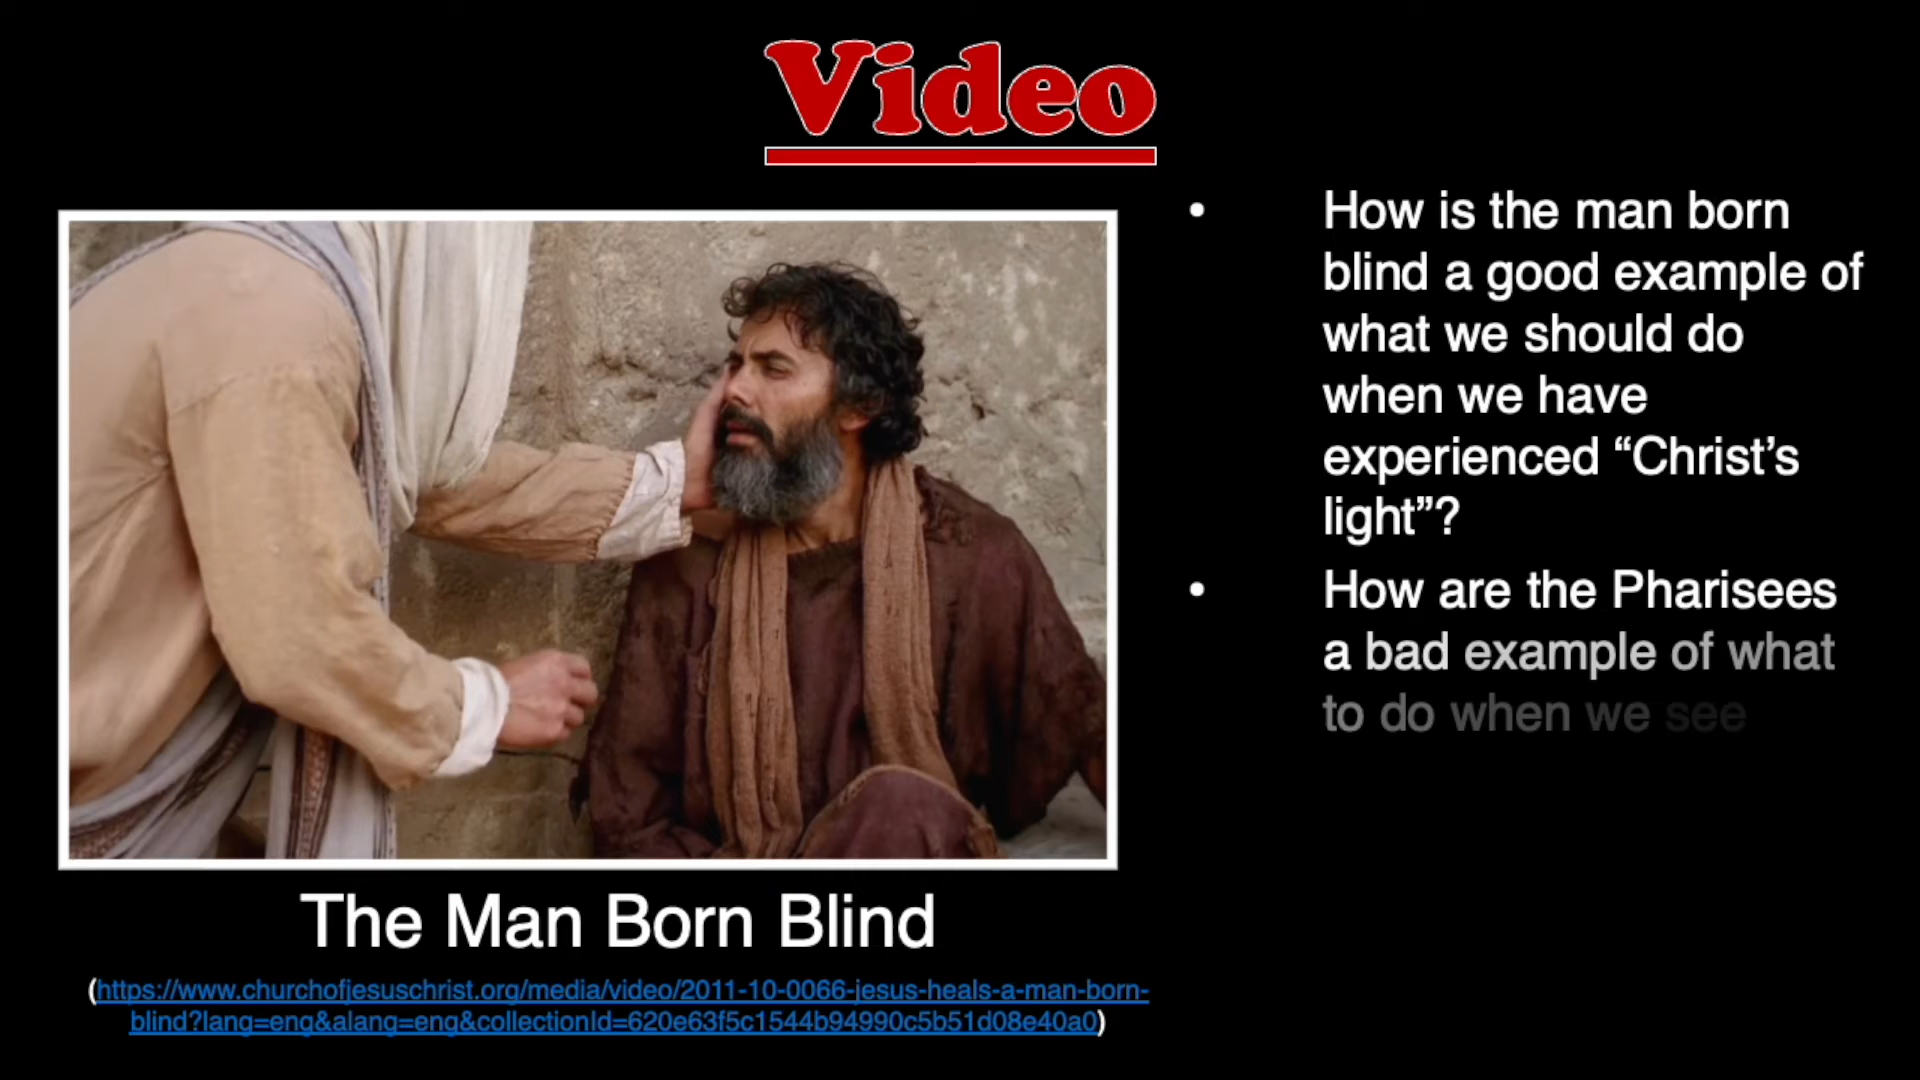 Video
• How is the man born
blind a good example of
what we should do
when we have
experienced “Christ’s
light”?
• How are the Pharisees
a bad example of what
to do when we see
The Man Born Blind
(https://www.churchofjesuschrist.org/media/video/2011-10-0066-jesus-heals-a-man-born-
blind?lang=eng&alang=eng&collectionId=620e63f5c1544b94990c5b51d08e40a0)